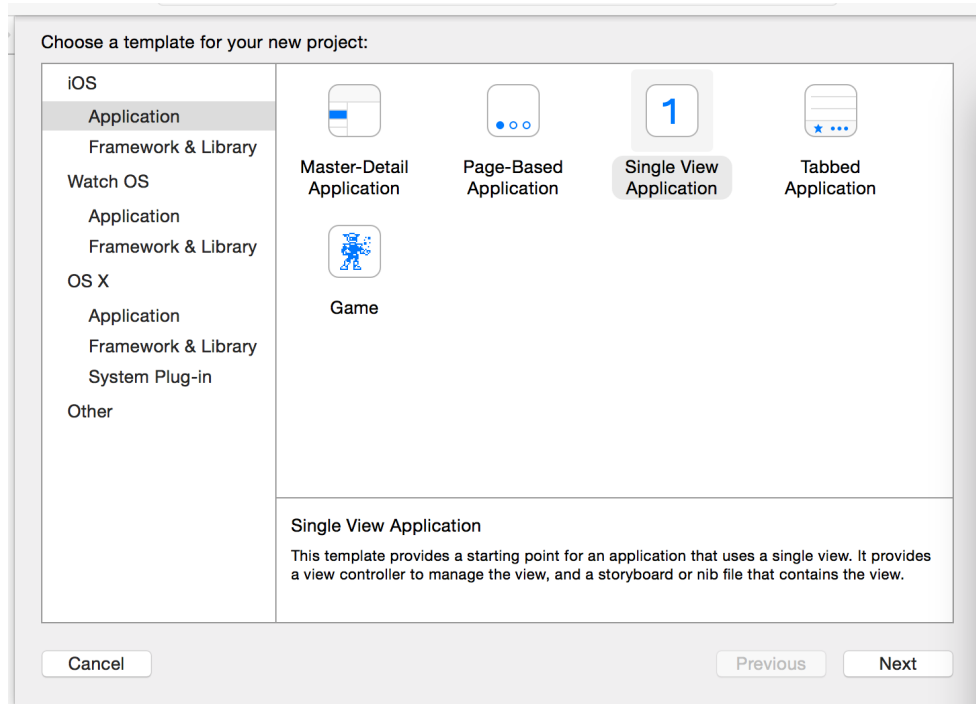 Choose a template for your new project:
iOS
Application
Framework & Library
Watch OS
Application
Framework & Library
OS X
Application
Framework & Library
System Plug-in
Other
Master-Detail
Application
Page-Based
Application
1
Single View
Application
Tabbed
Application
Game
Single View Application
This template provides a starting point for an application that uses a single view. It provides
a view controller to manage the view, and a storyboard or nib file that contains the view.
Cancel
Previous
Next